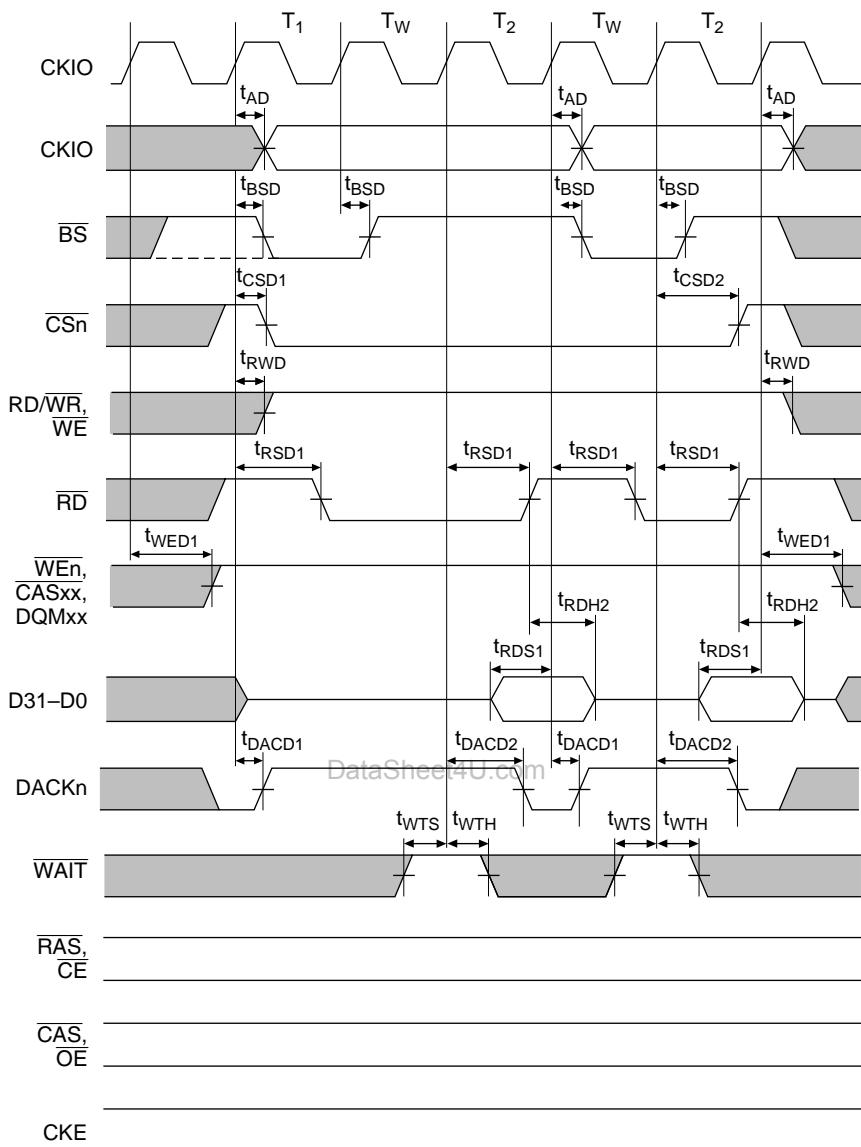 T1 TW T2 TW T2
CKIO
tAD tAD tAD
CKIO
tBSD tBSD tBSD tBSD
BS
tCSD1 tCSD2
CSn
tRWD tRWD
RD/WR,
WE
tRSD1 tRSD1 tRSD1 tRSD1
RD
tWED1 tWED1
WEn,
CASxx,
DQMxx
tRDH2 tRDH2
tRDS1 tRDS1
D31–D0
tDACD1 tDACD2 tDACD1 tDACD2
DataSheet4U.com
DACKn
tWTS tWTH tWTS tWTH
WAIT
RAS,
CE
CAS,
OE
CKE